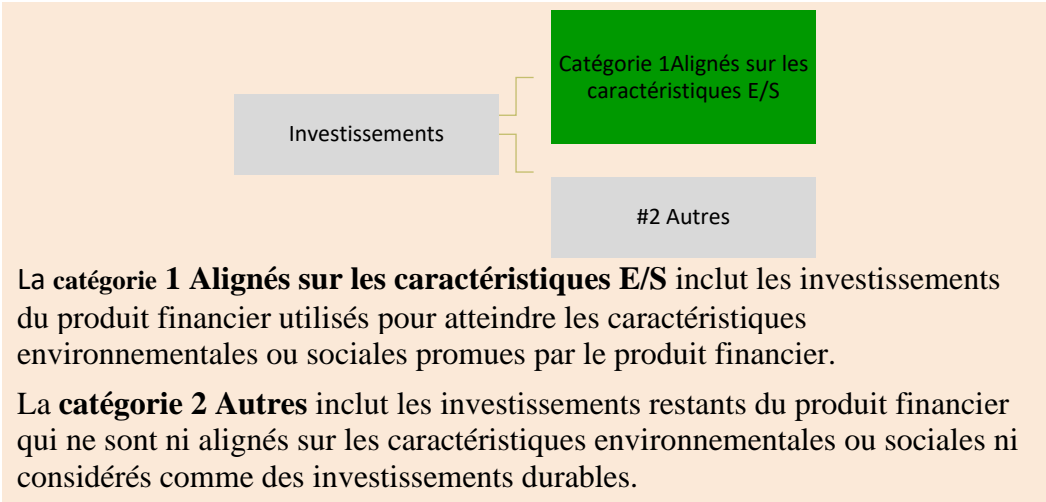 Catégorie 1Alignés sur les
caractéristiques E/S
Investissements
#2 Autres
La catégorie 1 Alignés sur les caractéristiques E/S inclut les investissements
du produit financier utilisés pour atteindre les caractéristiques
environnementales ou sociales promues par le produit financier.
La catégorie 2 Autres inclut les investissements restants du produit financier
qui ne sont ni alignés sur les caractéristiques environnementales ou sociales ni
considérés comme des investissements durables.